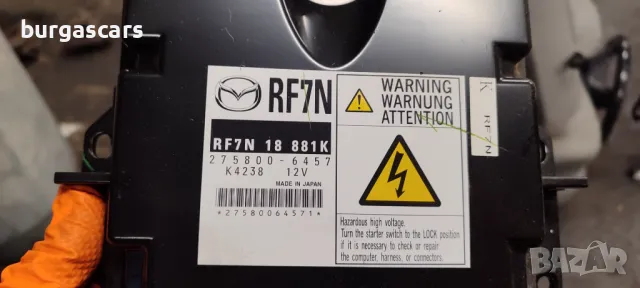 burgascars
RF7N
RF7N 18 881K
275800-6457
K4238 12V
MADE IN JAPAN
*27580064571*
WARNING
WARNUNG
ATTENTION
Hazardous high voltage.
Turn the starter switch to the LOCK position
if it is necessary to check or repair
the computer, harness, or connectors.
K RF7N
BAZAR